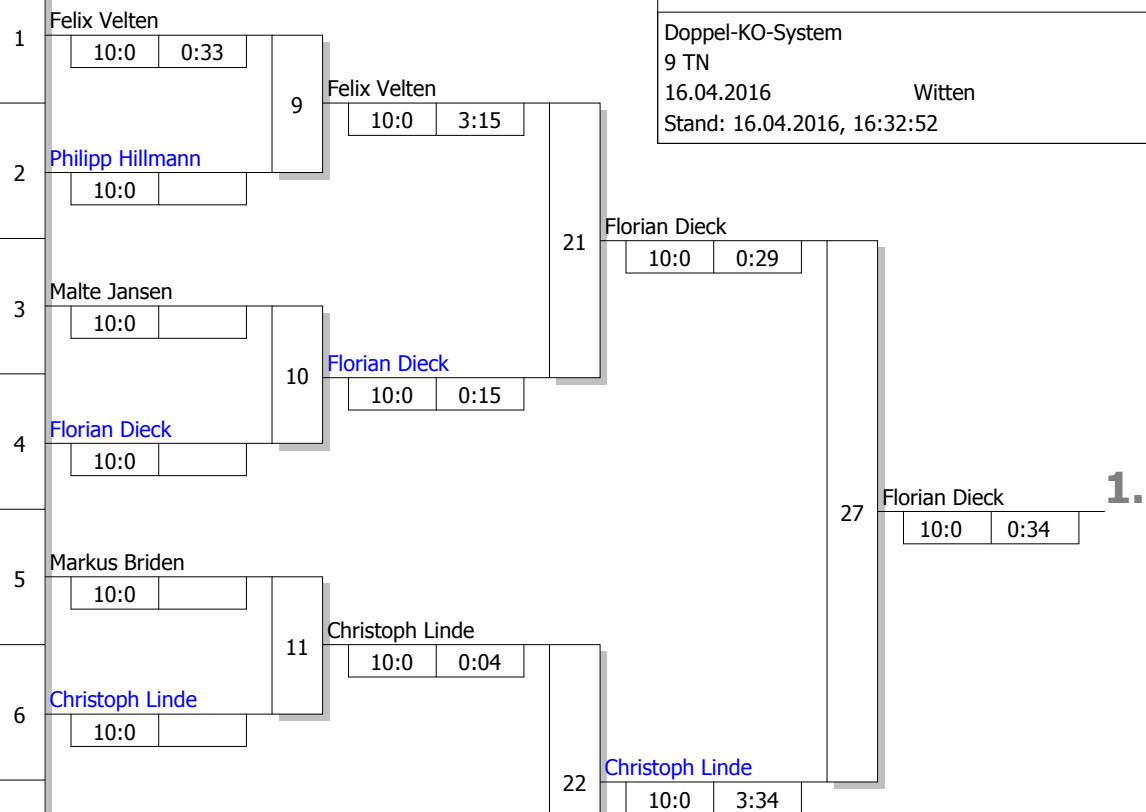 Doppel-KO-System
9 TN
16.04.2016 Witten
Stand: 16.04.2016, 16:32:52
1
Felix Velten
10:0 0:33
9
Felix Velten
10:0 3:15
2
Philipp Hillmann
10:0
21
Florian Dieck
10:0 0:29
3
Malte Jansen
10:0
10
Florian Dieck
10:0 0:15
4
Florian Dieck
10:0
27
Florian Dieck
1.
10:0 0:34
5
Markus Briden
10:0
11
Christoph Linde
10:0 0:04
6
Christoph Linde
10:0
22
Christoph Linde
10:0 3:34